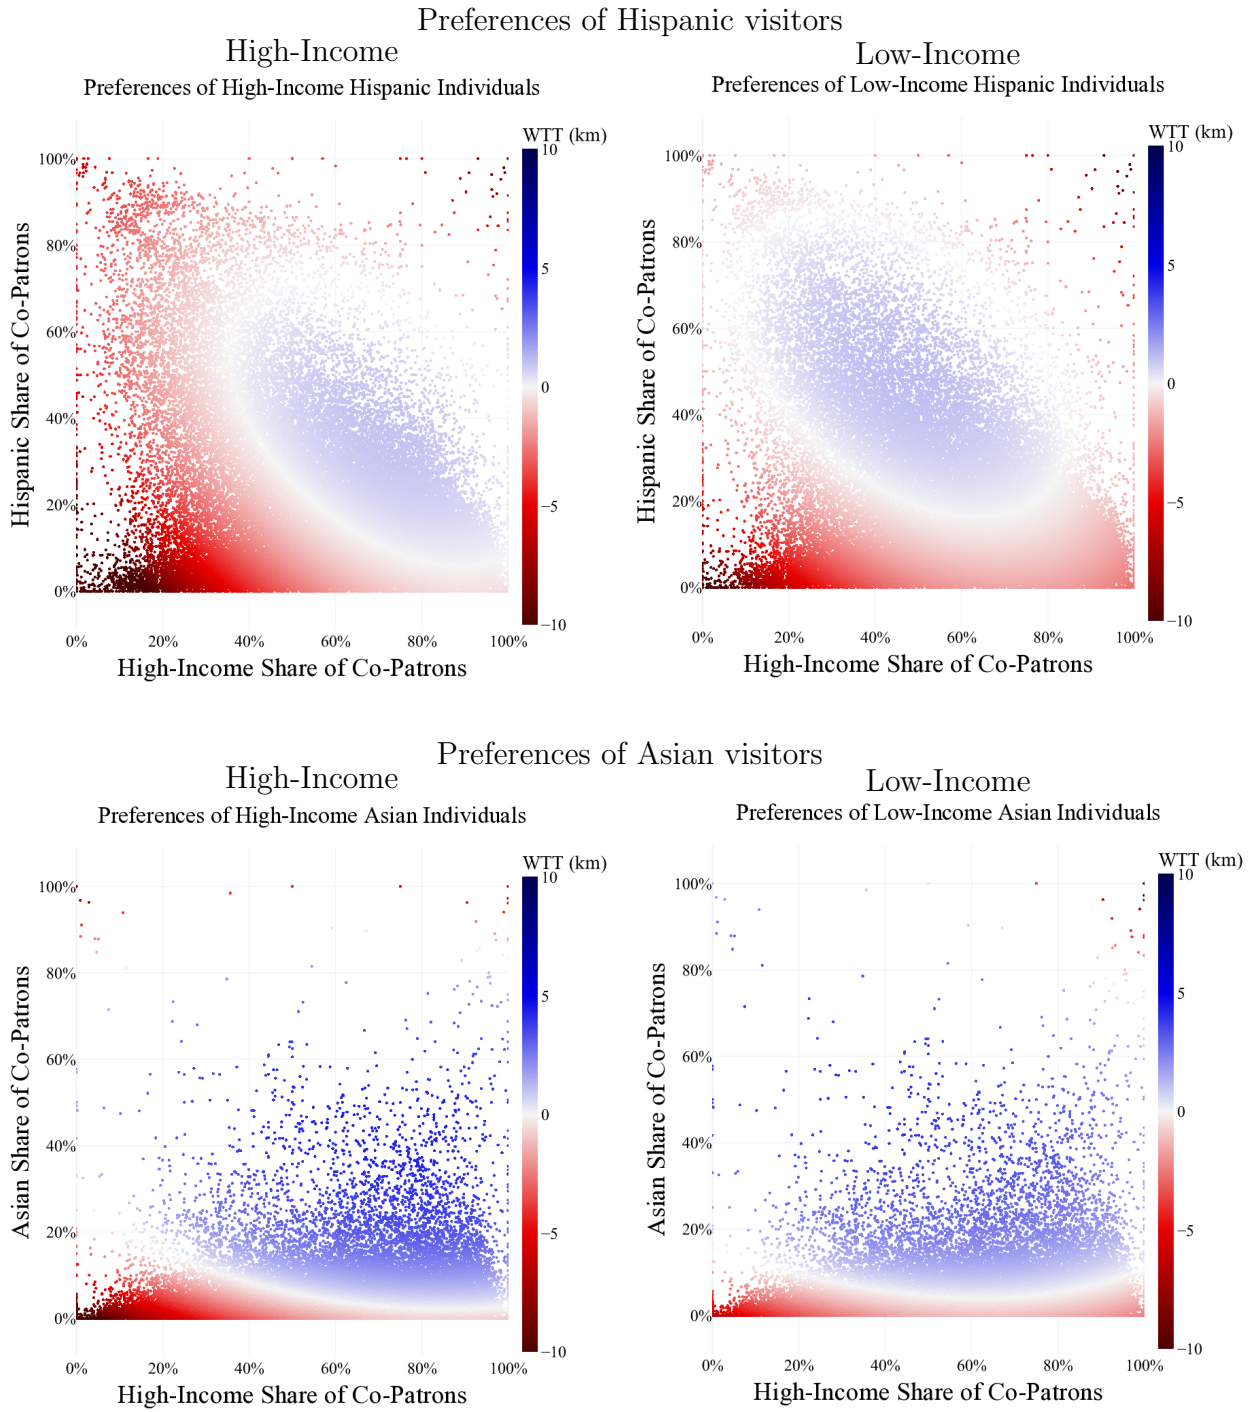 Preferences of Hispanic visitors
High-Income
Low-Income
Preferences of High-Income Hispanic Individuals
Preferences of Low-Income Hispanic Individuals
WTT (km)
10
5
0
−5
−10
100%
80%
60%
40%
20%
0%
Hispanic Share of Co-Patrons
0% 20% 40% 60% 80% 100%
High-Income Share of Co-Patrons
WTT (km)
10
5
0
−5
−10
100%
80%
60%
40%
20%
0%
Hispanic Share of Co-Patrons
0% 20% 40% 60% 80% 100%
High-Income Share of Co-Patrons
Preferences of Asian visitors
High-Income
Low-Income
Preferences of High-Income Asian Individuals
Preferences of Low-Income Asian Individuals
WTT (km)
10
5
0
−5
−10
100%
80%
60%
40%
20%
0%
Asian Share of Co-Patrons
0% 20% 40% 60% 80% 100%
High-Income Share of Co-Patrons
WTT (km)
10
5
0
−5
−10
100%
80%
60%
40%
20%
0%
Asian Share of Co-Patrons
0% 20% 40% 60% 80% 100%
High-Income Share of Co-Patrons